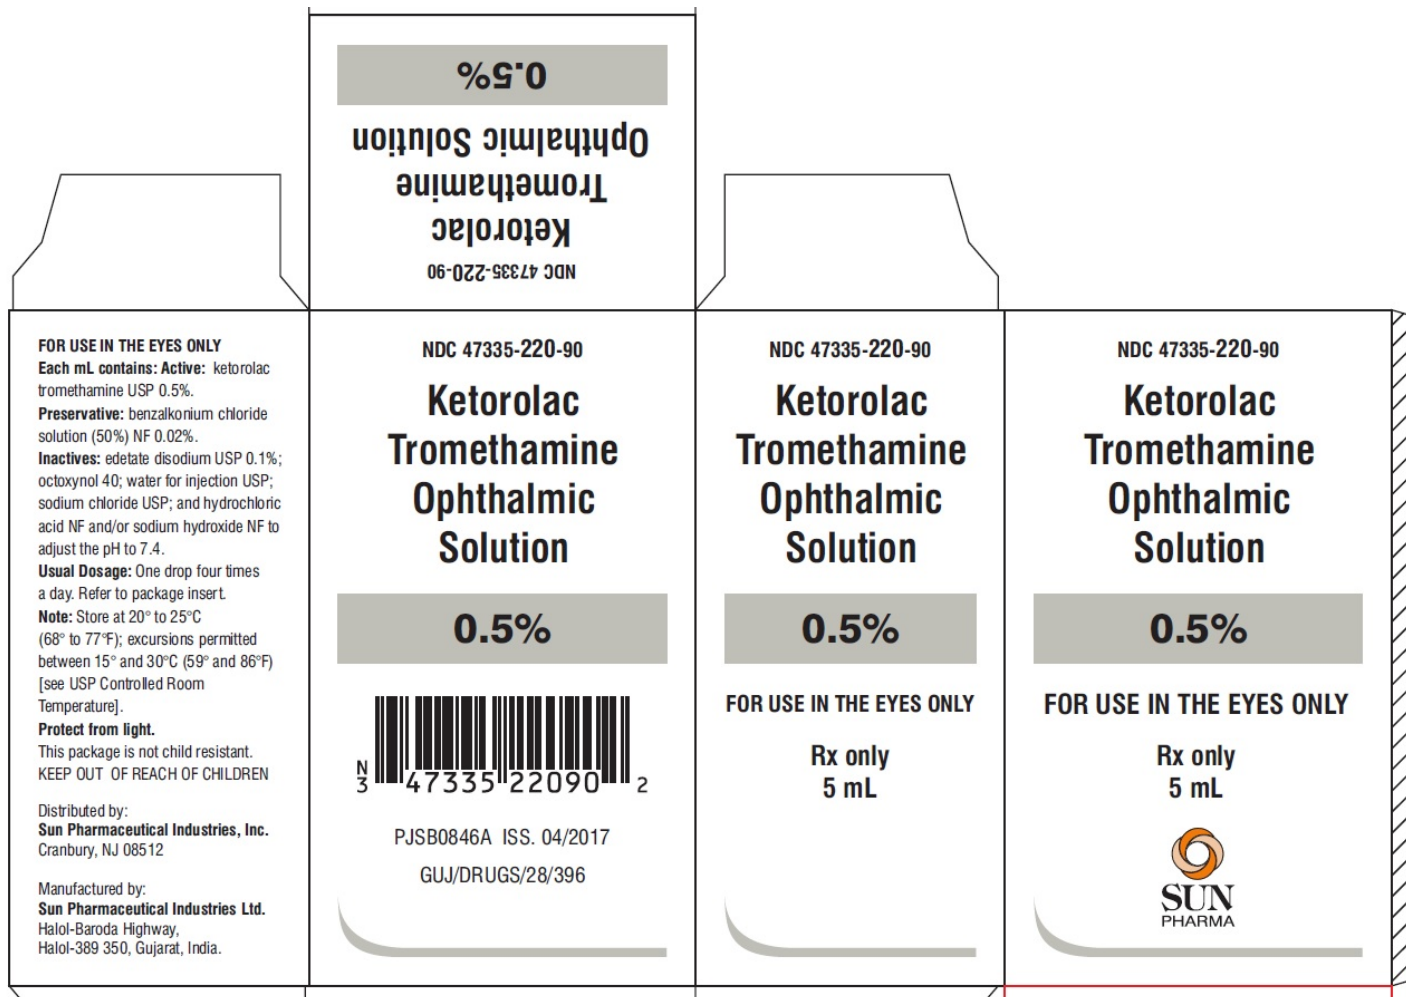 0.5%
Ophthalmic Solution
Tromethamine
Ketorolac
NDC 47335-220-90
FOR USE IN THE EYES ONLY
Each mL contains: Active: ketorolac
tromethamine USP 0.5%.
Preservative: benzalkonium chloride
solution (50%) NF 0.02%.
Inactives: edetate disodium USP 0.1%;
octoxynol 40; water for injection USP;
sodium chloride USP; and hydrochloric
acid NF and/or sodium hydroxide NF to
adjust the pH to 7.4.
Usual Dosage: One drop four times
a day. Refer to package insert.
Note: Store at 20° to 25°C
(68° to 77°F); excursions permitted
between 15° and 30°C (59° and 86°F)
[see USP Controlled Room
Temperature].
Protect from light.
This package is not child resistant.
KEEP OUT OF REACH OF CHILDREN
Distributed by:
Sun Pharmaceutical Industries, Inc.
Cranbury, NJ 08512
Manufactured by:
Sun Pharmaceutical Industries Ltd.
Halol-Baroda Highway,
Halol-389 350, Gujarat, India.
NDC 47335-220-90
Ketorolac
Tromethamine
Ophthalmic
Solution
0.5%
N
3 47335 22090 2
PJSB0846A ISS. 04/2017
GUJ/DRUGS/28/396
NDC 47335-220-90
Ketorolac
Tromethamine
Ophthalmic
Solution
0.5%
FOR USE IN THE EYES ONLY
Rx only
5 mL
NDC 47335-220-90
Ketorolac
Tromethamine
Ophthalmic
Solution
0.5%
FOR USE IN THE EYES ONLY
Rx only
5 mL
SUN
PHARMA